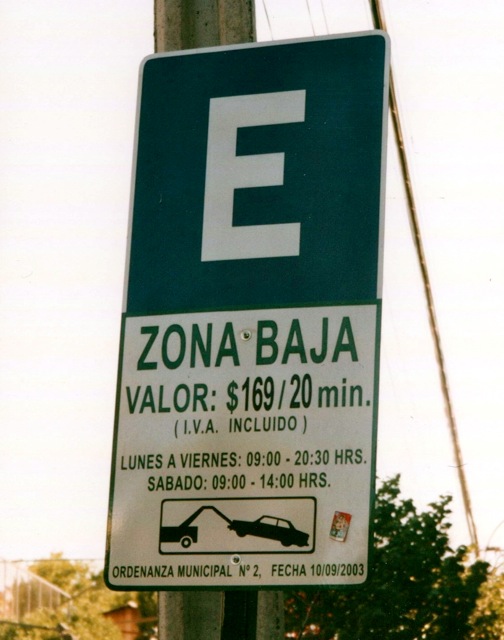 E
ZONA BAJA
VALOR: $169/20 min.
( I.V.A. INCLUIDO )
LUNES A VIERNES: 09:00 - 20:30 HRS.
SABADO: 09:00 - 14:00 HRS.
ORDENANZA MUNICIPAL Nº 2, FECHA 10/09/2003